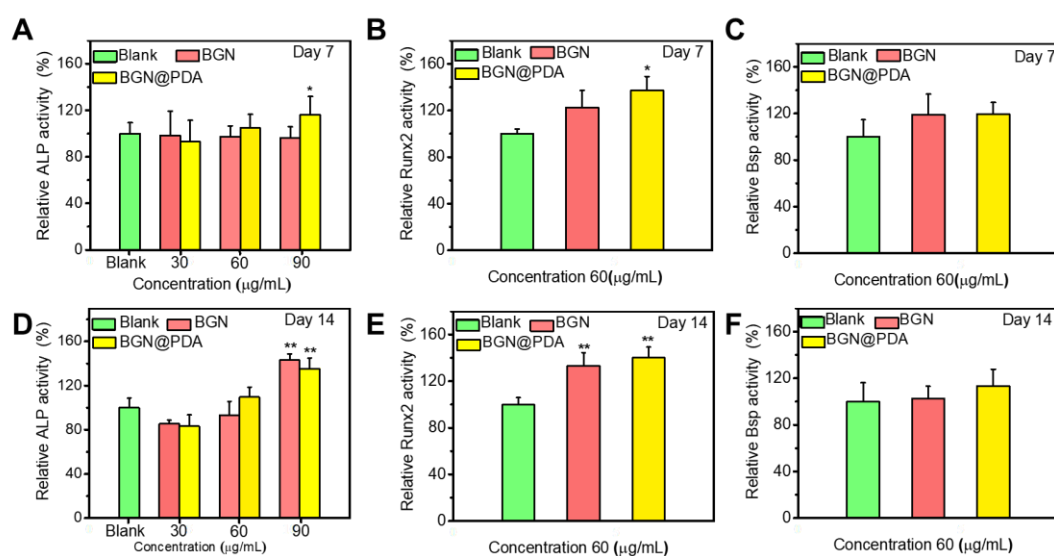 A
Relative ALP activity (%)
160
120
80
40
0
Blank BGN Day 7
BGN@PDA
*
Blank 30 60 90
Concentration (μg/mL)
B
Relative Runx2 activity (%)
160
120
80
40
0
Blank BGN Day 7
BGN@PDA
*
Concentration 60(μg/mL)
C
Relative Bsp activity (%)
160
120
80
40
0
Blank BGN Day 7
BGN@PDA
Concentration 60(μg/mL)
D
Relative ALP activity (%)
160
120
80
40
0
Blank BGN Day 14
BGN@PDA
** **
Blank 30 60 90
Concentration (μg/mL)
E
Relative Runx2 activity (%)
160
120
80
40
0
Blank BGN Day 14
BGN@PDA
** **
Concentration 60 (μg/mL)
F
Relative Bsp activity (%)
160
120
80
40
0
Blank BGN Day 14
BGN@PDA
Concentration 60 (μg/mL)